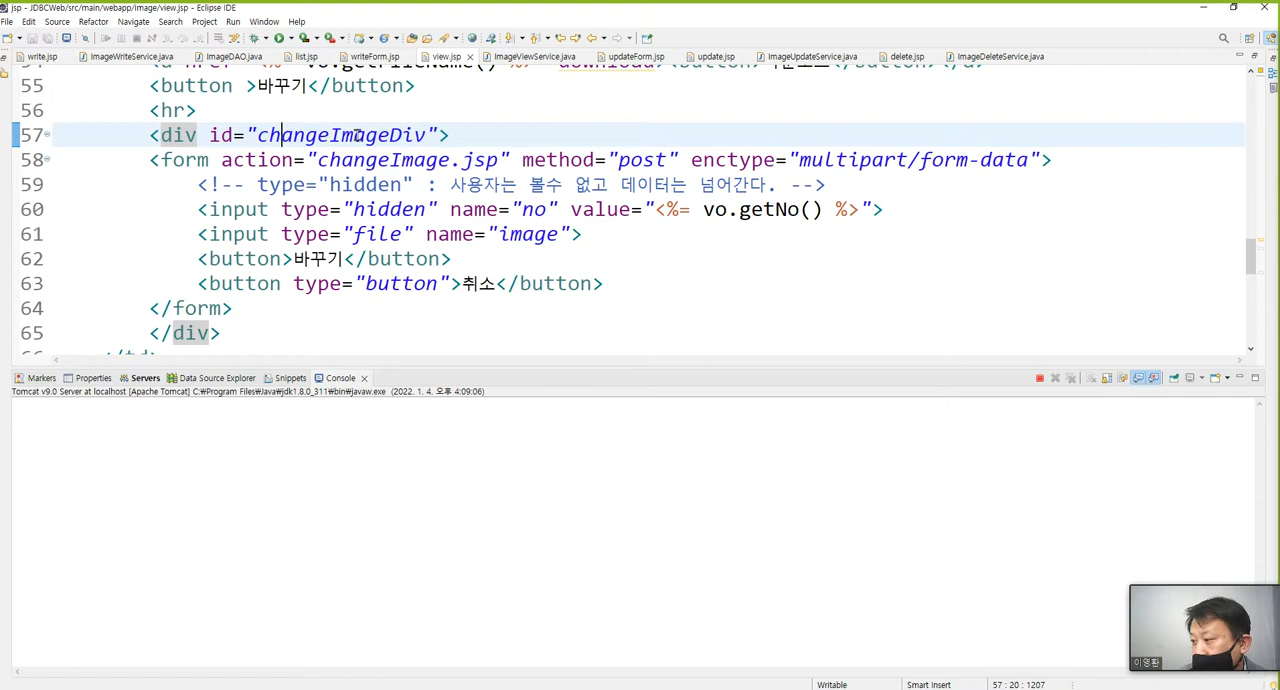 jsp - JDBCWeb/src/main/webapp/image/view.jsp - Eclipse IDE
File Edit Source Refactor Navigate Search Project Run Window Help
write.jsp ImageWriteService.java ImageDAO.java list.jsp writeForm.jsp view.jsp ImageViewService.java updateForm.jsp update.jsp ImageUpdateService.java delete.jsp ImageDeleteService.java
55 <button >바꾸기</button>
56 <hr>
57 <div id="changeImageDiv">
58 <form action="changeImage.jsp" method="post" enctype="multipart/form-data">
59 <!-- type="hidden" : 사용자는 볼수 없고 데이터는 넘어간다. -->
60 <input type="hidden" name="no" value="<%= vo.getNo() %>">
61 <input type="file" name="image">
62 <button>바꾸기</button>
63 <button type="button">취소</button>
64 </form>
65 </div>
Markers Properties Servers Data Source Explorer Snippets Console
Tomcat v9.0 Server at localhost [Apache Tomcat] C:₩Program Files₩Java₩jdk1.8.0_311₩bin₩javaw.exe (2022. 1. 4. 오후 4:09:06)
이영환
Writable Smart Insert 57 : 20 : 1207